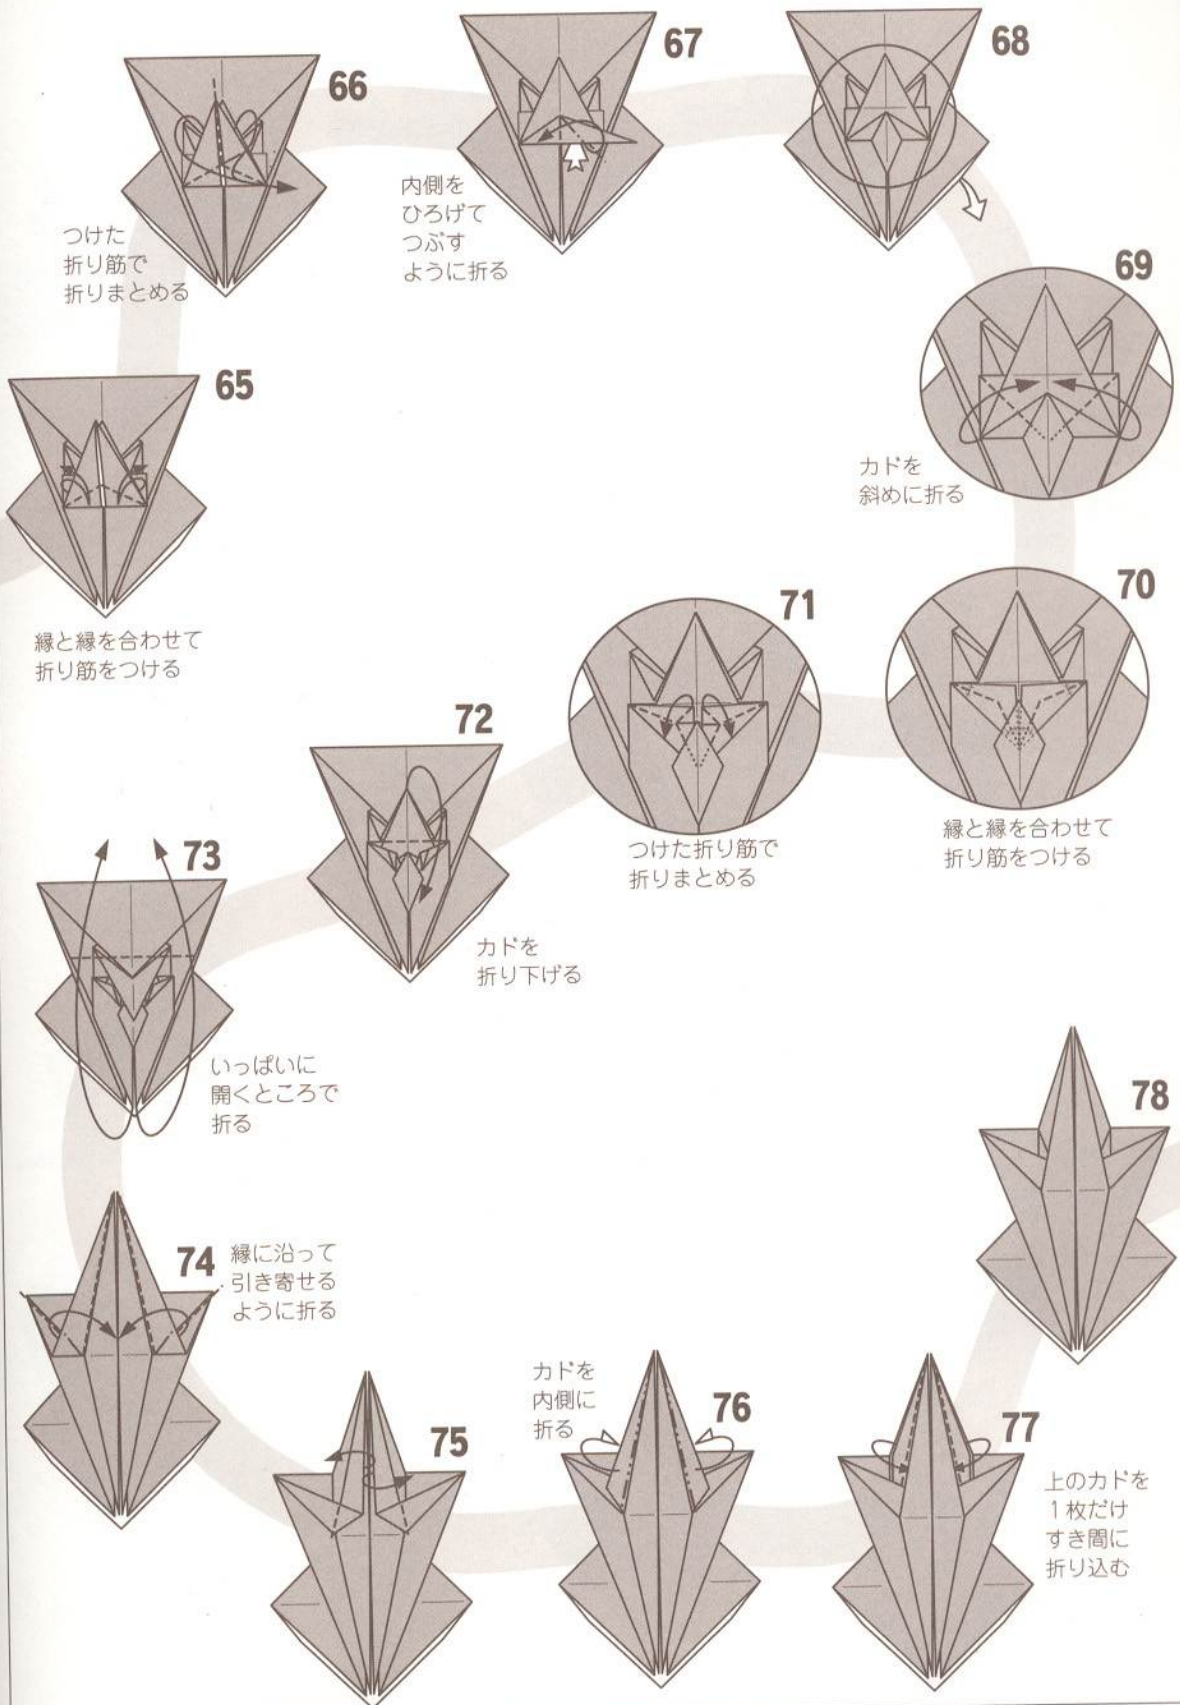 65
縁と縁を合わせて
折り筋をつける
66
つけた
折り筋で
折りまとめる
67
内側を
ひろげて
つぶす
ように折る
68
69
カドを
斜めに折る
70
縁と縁を合わせて
折り筋をつける
71
つけた折り筋で
折りまとめる
72
カドを
折り下げる
73
いっぱいに
開くところで
折る
74
縁に沿って
引き寄せる
ように折る
75
76
カドを
内側に
折る
77
上のカドを
1枚だけ
すき間に
折り込む
78